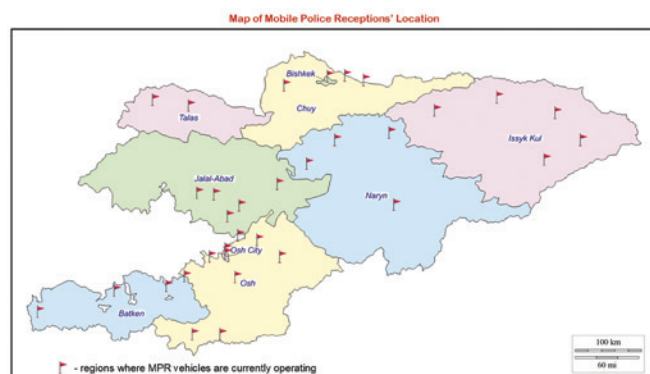 Map of Mobile Police Receptions' Location
Bishkek
Chuy
Talas
Issyk Kul
Jalal-Abad
Naryn
Osh City
Osh
Batken
100 km
60 mi
- regions where MPR vehicles are currently operating